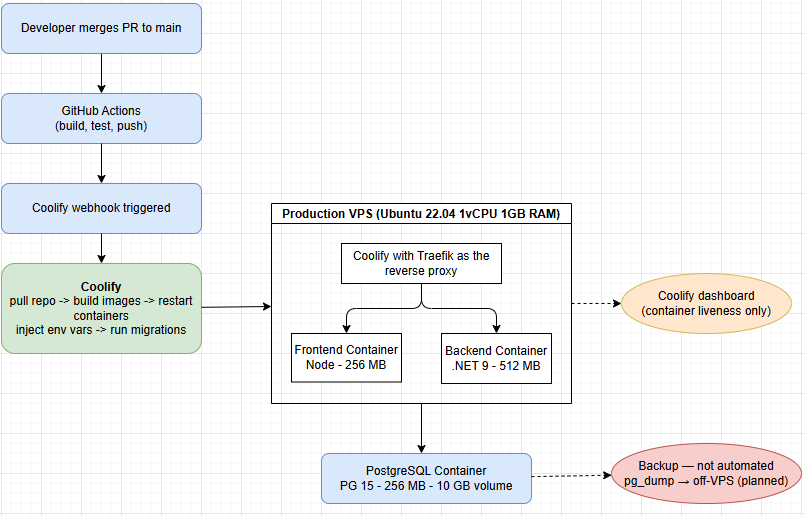 Developer merges PR to main
GitHub Actions
(build, test, push)
Coolify webhook triggered
Coolify
pull repo -> build images -> restart
containers
inject env vars -> run migrations
Production VPS (Ubuntu 22.04 1vCPU 1GB RAM)
Coolify with Traefik as the
reverse proxy
Frontend Container
Node - 256 MB
Backend Container
.NET 9 - 512 MB
Coolify dashboard
(container liveness only)
PostgreSQL Container
PG 15 - 256 MB - 10 GB volume
Backup — not automated
pg_dump → off-VPS (planned)